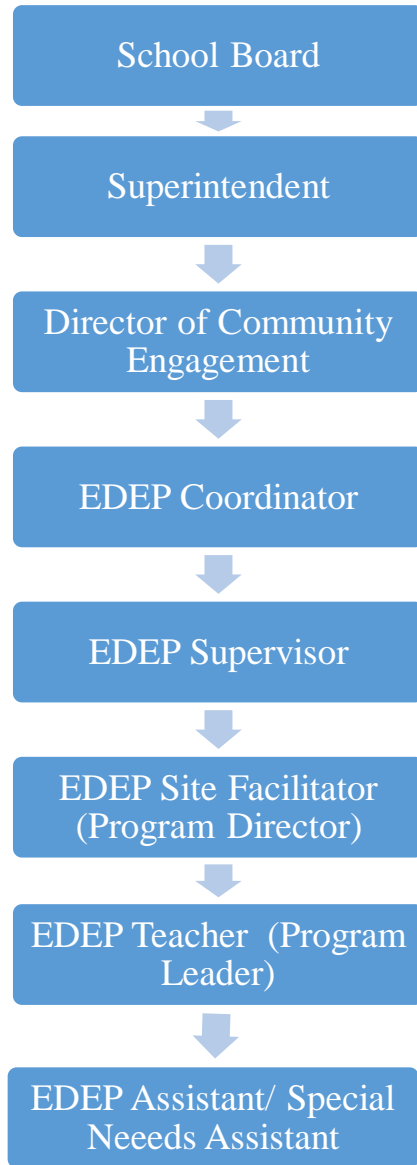 School Board
Superintendent
Director of Community
Engagement
EDEP Coordinator
EDEP Supervisor
EDEP Site Facilitator
(Program Director)
EDEP Teacher (Program
Leader)
EDEP Assistant/ Special
Neeeds Assistant